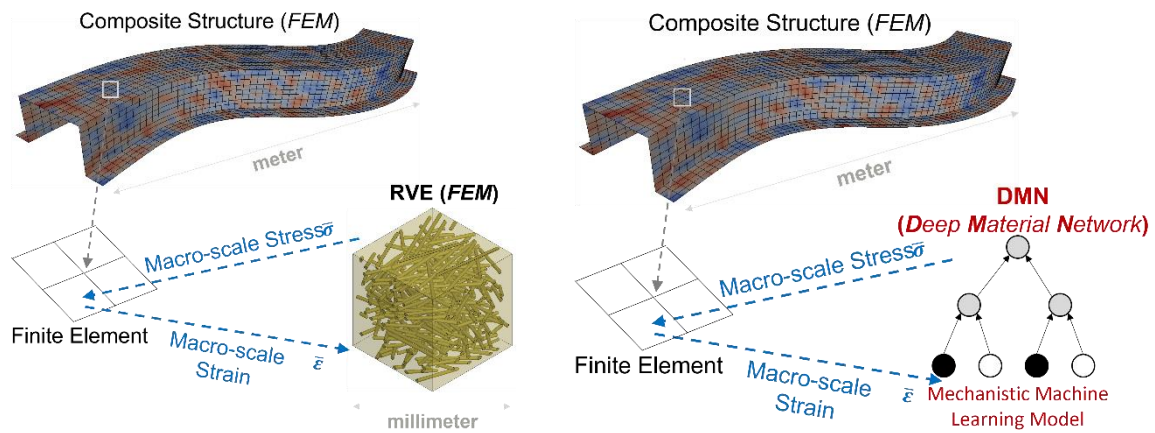 Composite Structure (FEM)
meter
RVE (FEM)
Macro-scale Stress σ̅
Finite Element
Macro-scale
Strain
ε̅
millimeter
Composite Structure (FEM)
meter
DMN
(Deep Material Network)
Macro-scale Stress σ̅
Finite Element
Macro-scale
Strain
ε̅
Mechanistic Machine
Learning Model